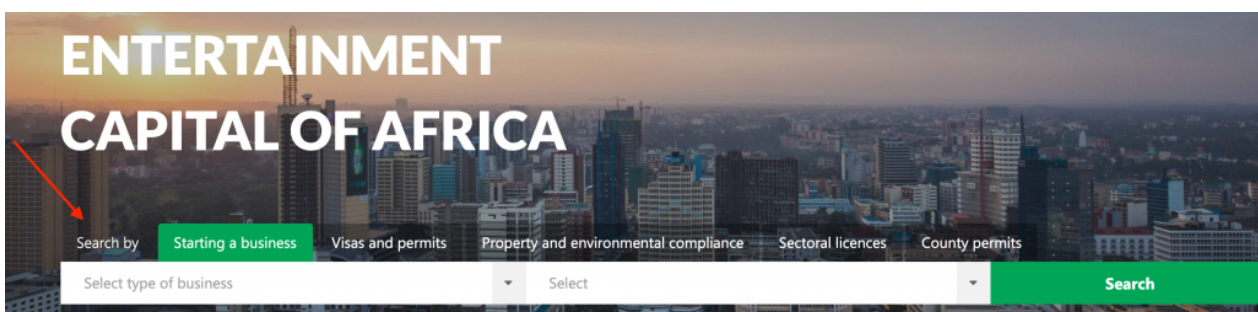 ENTERTAINMENT
CAPITAL OF AFRICA
Search by Starting a business Visas and permits Property and environmental compliance Sectoral licences County permits
Select type of business Select Search